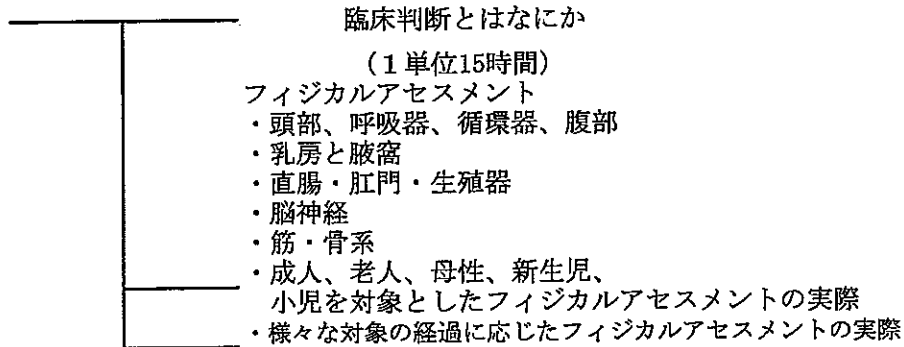 臨床判断とはなにか
(1単位15時間)
フィジカルアセスメント
・頭部、呼吸器、循環器、腹部
・乳房と腋窩
・直腸・肛門・生殖器
・脳神経
・筋・骨系
・成人、老人、母性、新生児、
小児を対象としたフィジカルアセスメントの実際
・様々な対象の経過に応じたフィジカルアセスメントの実際